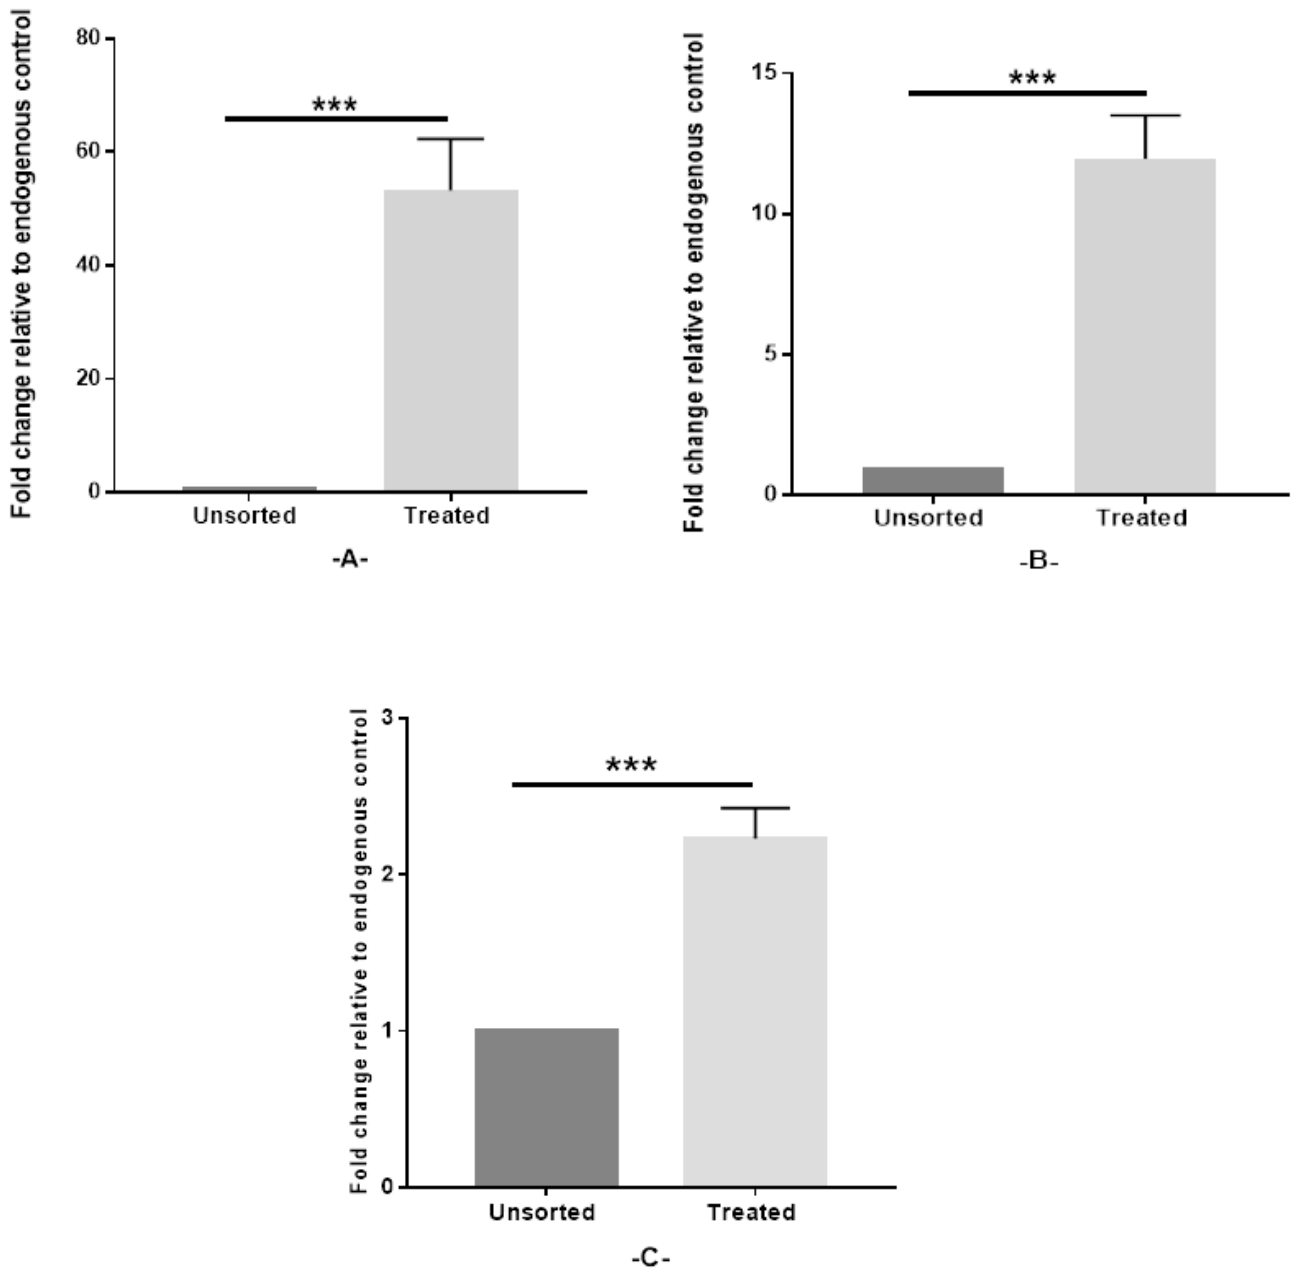 Fold change relative to endogenous control
80
60
40
20
0
***
Unsorted
Treated
-A-
Fold change relative to endogenous control
15
10
5
0
***
Unsorted
Treated
-B-
Fold change relative to endogenous control
3
2
1
0
***
Unsorted
Treated
-C-